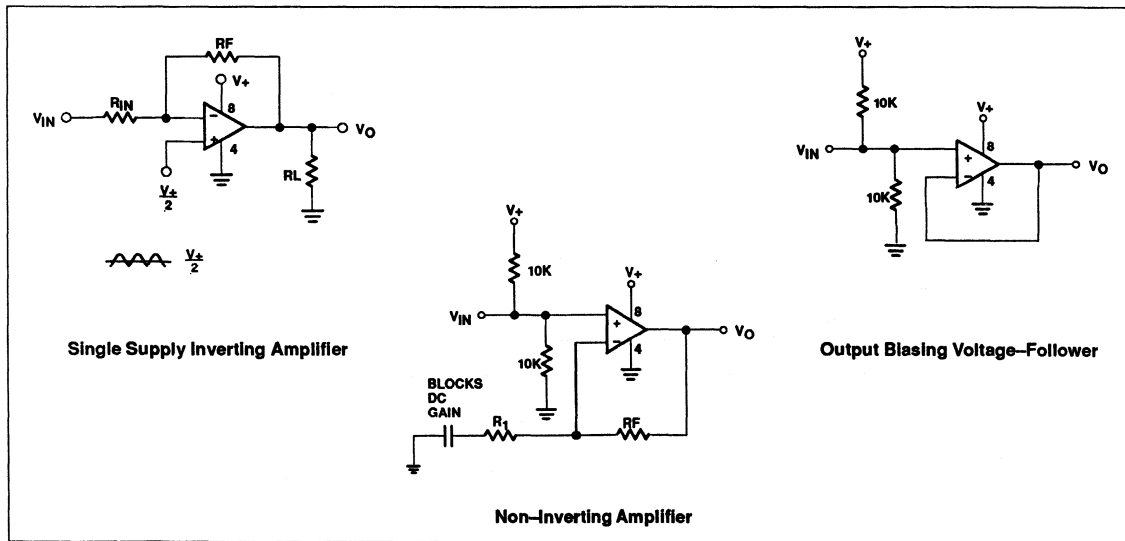 RF
V+
8
RIN
VIN
−
+
4
VO
RL
V+
2
V+
2
Single Supply Inverting Amplifier
V+
10K
V+
8
VIN
+
−
4
VO
10K
BLOCKS
DC
GAIN
R1
RF
Non–Inverting Amplifier
V+
10K
V+
8
VIN
+
−
4
VO
10K
Output Biasing Voltage–Follower